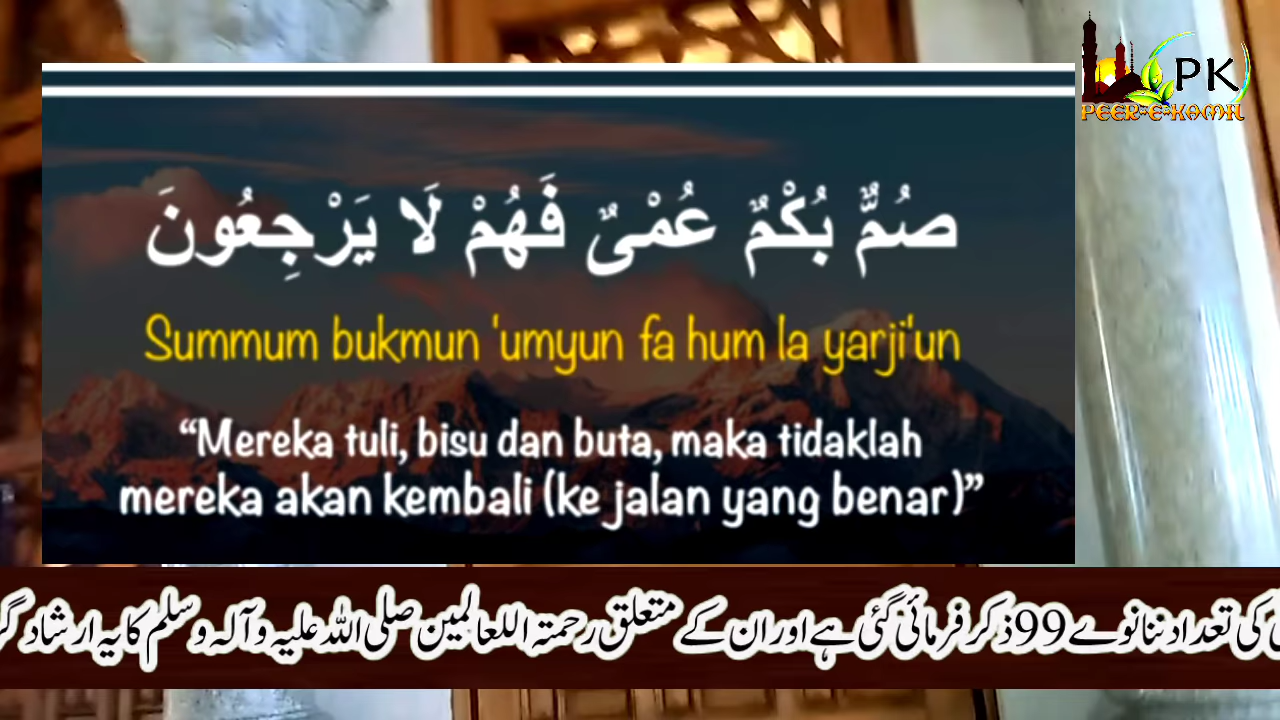 PK
PEER-E-KAMIL
صُمٌّ بُكْمٌ عُمْىٌ فَهُمْ لَا يَرْجِعُونَ
Summum bukmun 'umyun fa hum la yarji'un
“Mereka tuli, bisu dan buta, maka tidaklah
mereka akan kembali (ke jalan yang benar)”
کی تعداد ننانوے 99 ذکر فرمائی گئی ہے اور ان کے متعلق رحمتہ اللعالمین صلی اللہ علیہ وآلہ وسلم کا یہ ارشاد